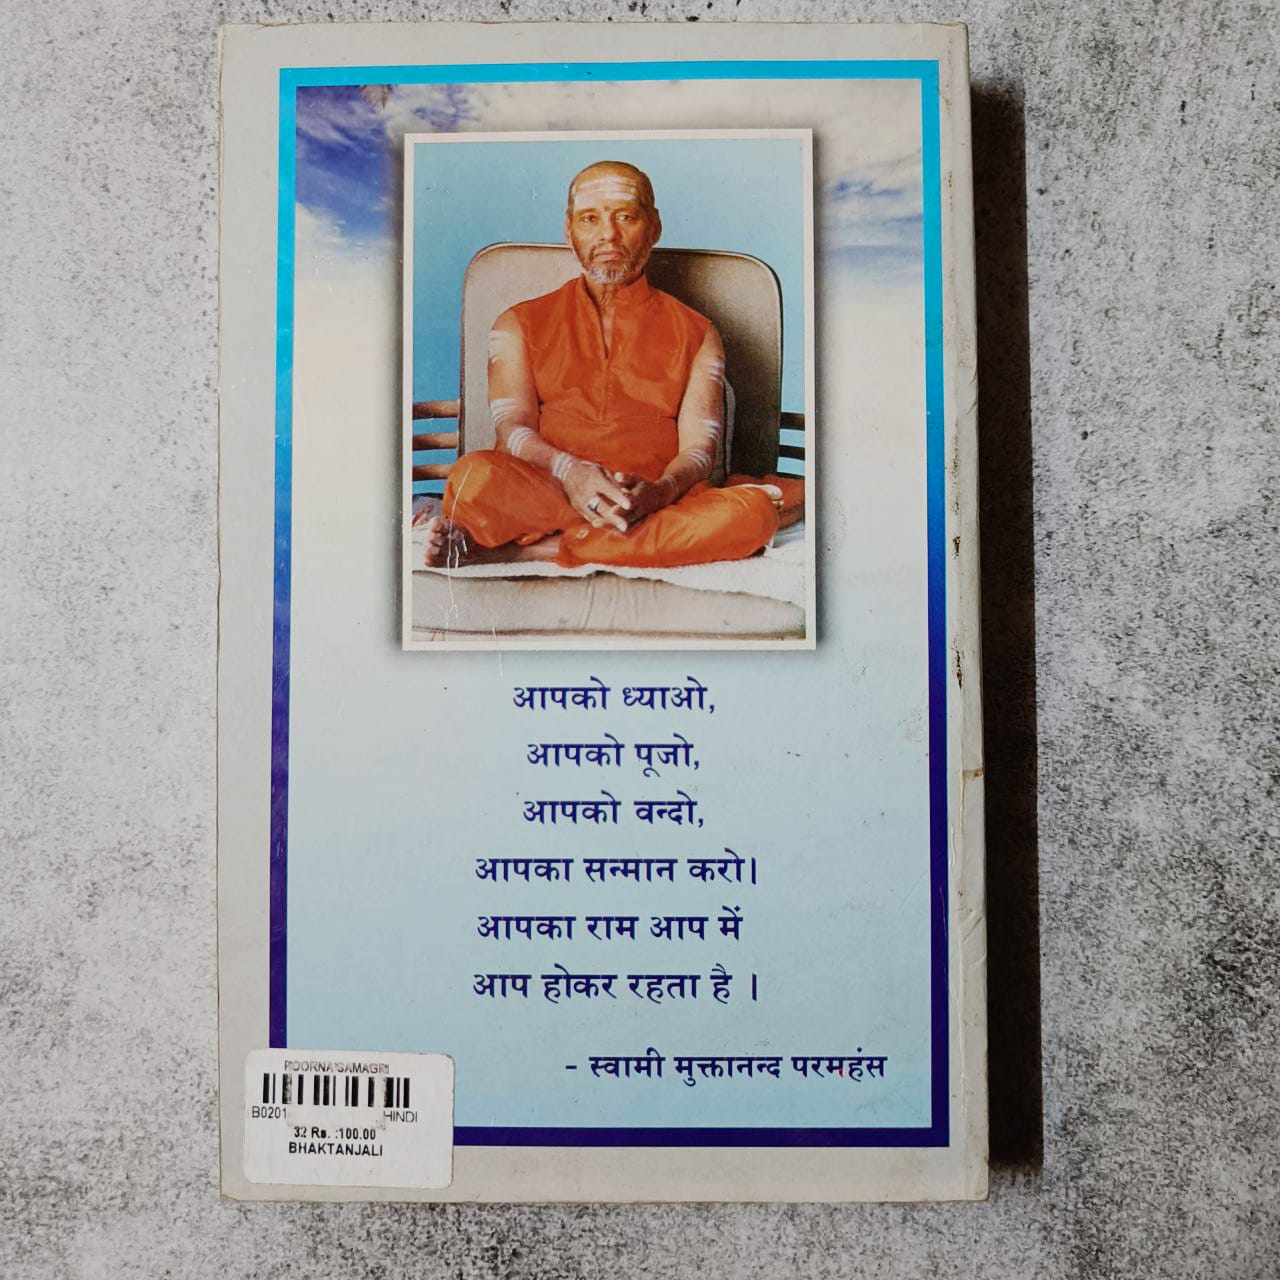 आपको ध्याओ,
आपको पूजो,
आपको वन्दो,
आपका सन्मान करो।
आपका राम आप में
आप होकर रहता है ।
- स्वामी मुक्तानन्द परमहंस
POORNA SAMAGRI
B0201 HINDI
32 Rs. :100.00
BHAKTANJALI